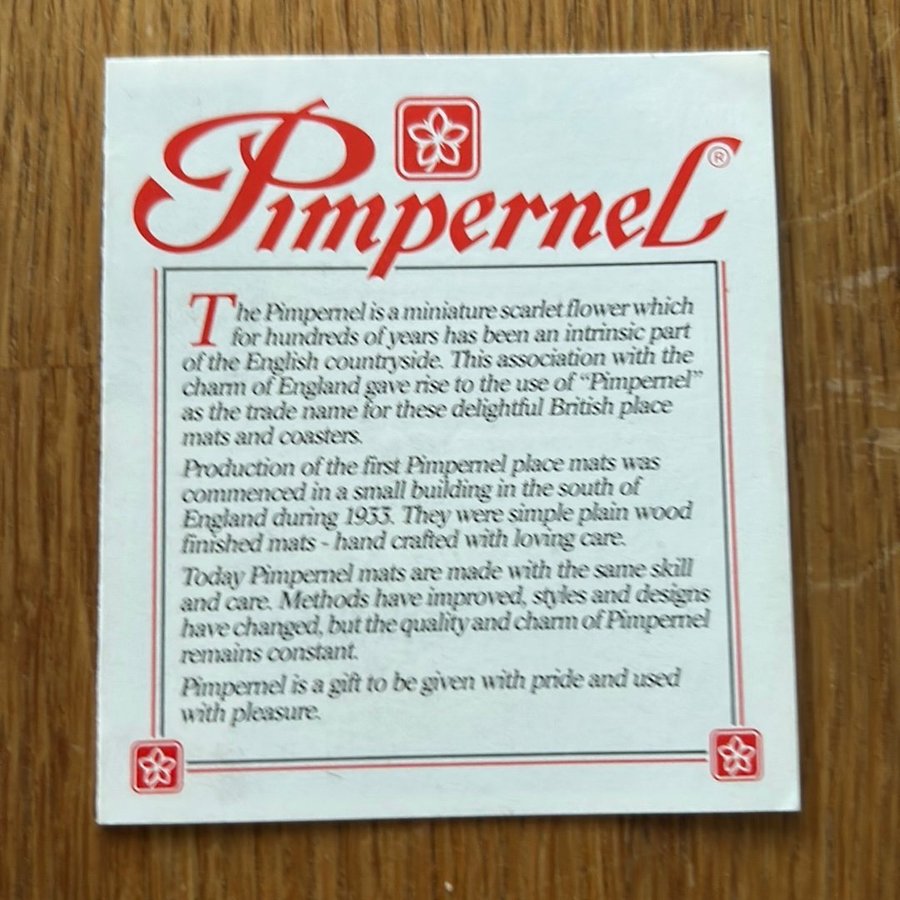 Pimpernel ®
The Pimpernel is a miniature scarlet flower which
for hundreds of years has been an intrinsic part
of the English countryside. This association with the
charm of England gave rise to the use of “Pimpernel”
as the trade name for these delightful British place
mats and coasters.
Production of the first Pimpernel place mats was
commenced in a small building in the south of
England during 1933. They were simple plain wood
finished mats - hand crafted with loving care.
Today Pimpernel mats are made with the same skill
and care. Methods have improved, styles and designs
have changed, but the quality and charm of Pimpernel
remains constant.
Pimpernel is a gift to be given with pride and used
with pleasure.